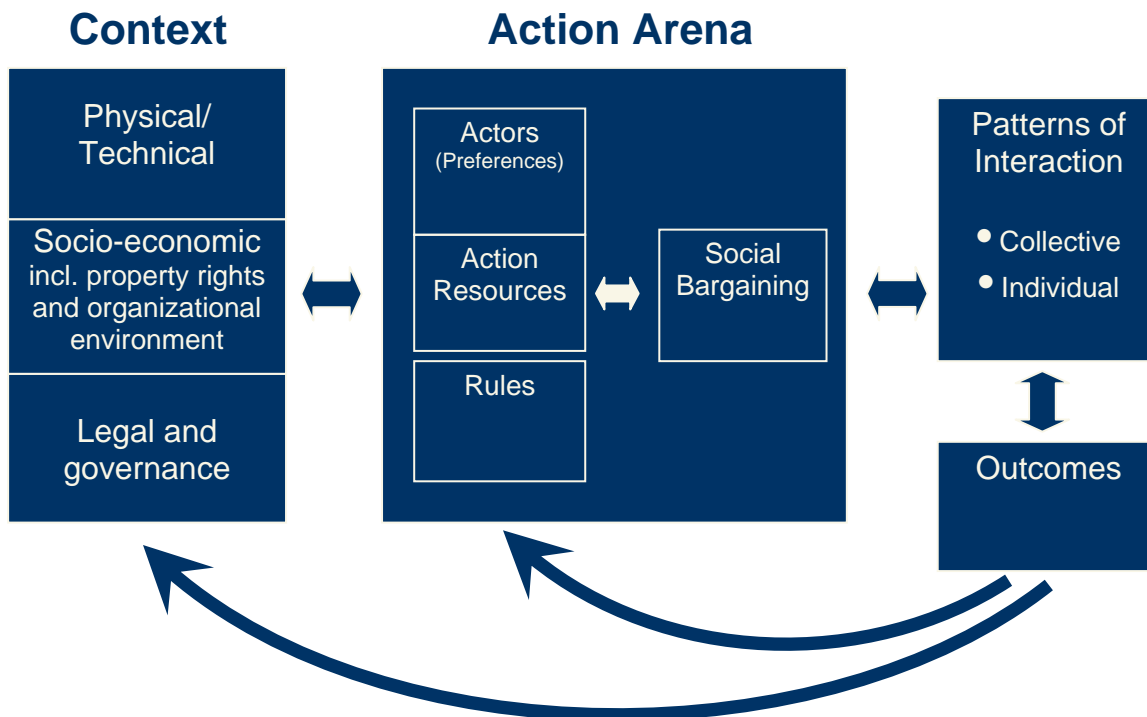 Context
Physical/
Technical
Socio-economic
incl. property rights
and organizational
environment
Legal and
governance
Action Arena
Actors
(Preferences)
Action
Resources
Rules
Social
Bargaining
Patterns of
Interaction
• Collective
• Individual
Outcomes